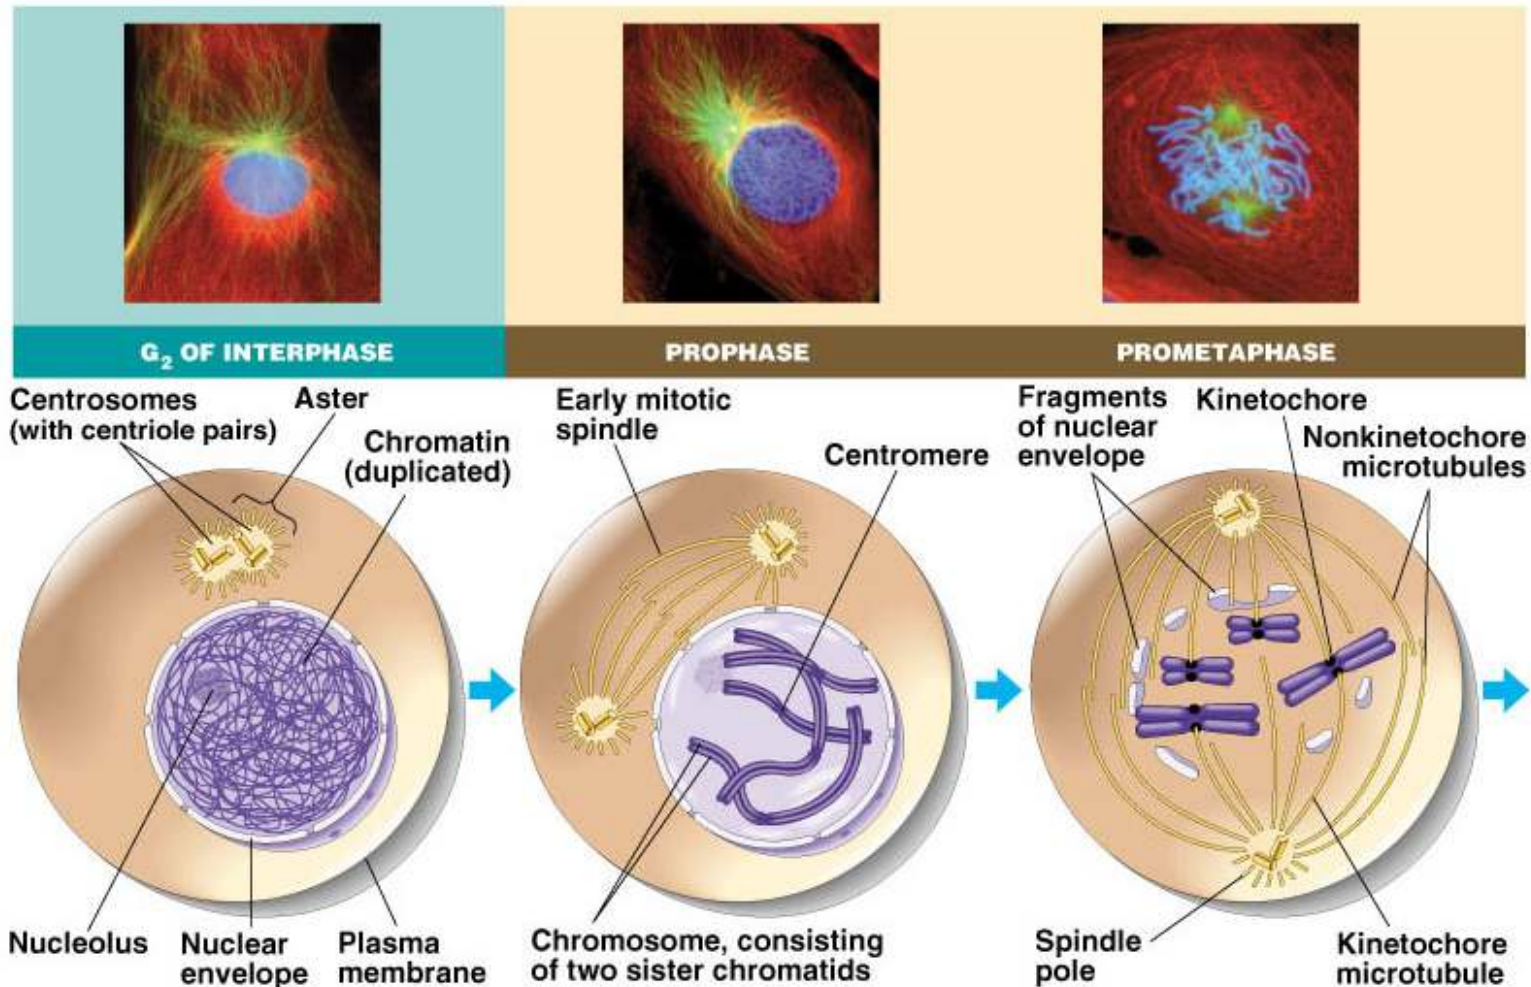 G₂ OF INTERPHASE
PROPHASE
PROMETAPHASE
Centrosomes
(with centriole pairs)
Aster
Chromatin
(duplicated)
Early mitotic
spindle
Centromere
Fragments
of nuclear
envelope
Kinetochore
Nonkinetochore
microtubules
Nucleolus
Nuclear
envelope
Plasma
membrane
Chromosome, consisting
of two sister chromatids
Spindle
pole
Kinetochore
microtubule